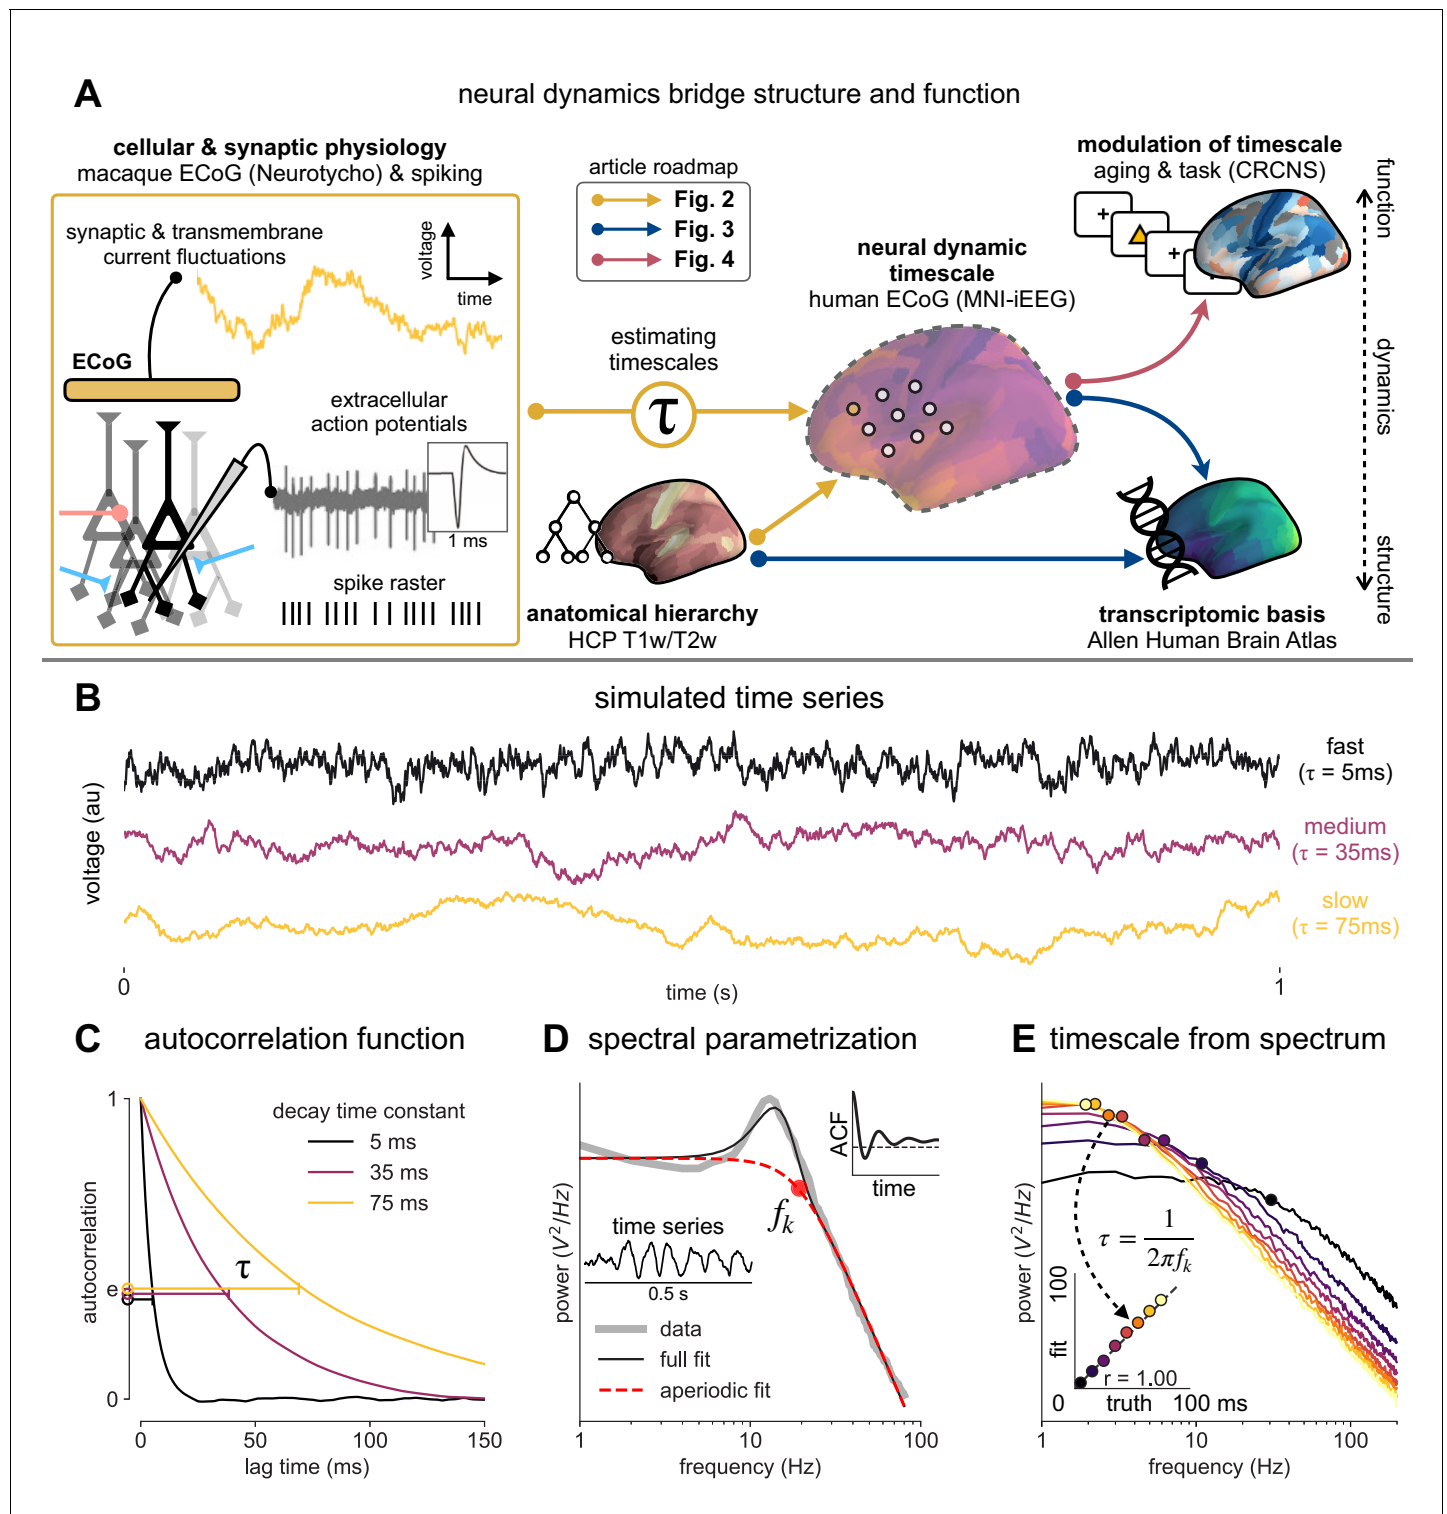 A
neural dynamics bridge structure and function
cellular & synaptic physiology
macaque ECoG (Neurotycho) & spiking
synaptic & transmembrane
current fluctuations
voltage
time
ECoG
extracellular
action potentials
1 ms
spike raster
article roadmap
Fig. 2
Fig. 3
Fig. 4
estimating
timescales
τ
neural dynamic
timescale
human ECoG (MNI-iEEG)
modulation of timescale
aging & task (CRCNS)
anatomical hierarchy
HCP T1w/T2w
transcriptomic basis
Allen Human Brain Atlas
function
dynamics
structure
B
simulated time series
voltage (au)
fast
(τ = 5ms)
medium
(τ = 35ms)
slow
(τ = 75ms)
0
time (s)
1
C
autocorrelation function
decay time constant
5 ms
35 ms
75 ms
τ
autocorrelation
1
e
0
0
50
100
150
lag time (ms)
D
spectral parametrization
ACF
time
fk
time series
0.5 s
data
full fit
aperiodic fit
power (V²/Hz)
1
10
100
frequency (Hz)
E
timescale from spectrum
τ = 1/2πfk
100
fit
r = 1.00
0
truth
100 ms
power (V²/Hz)
1
10
100
frequency (Hz)